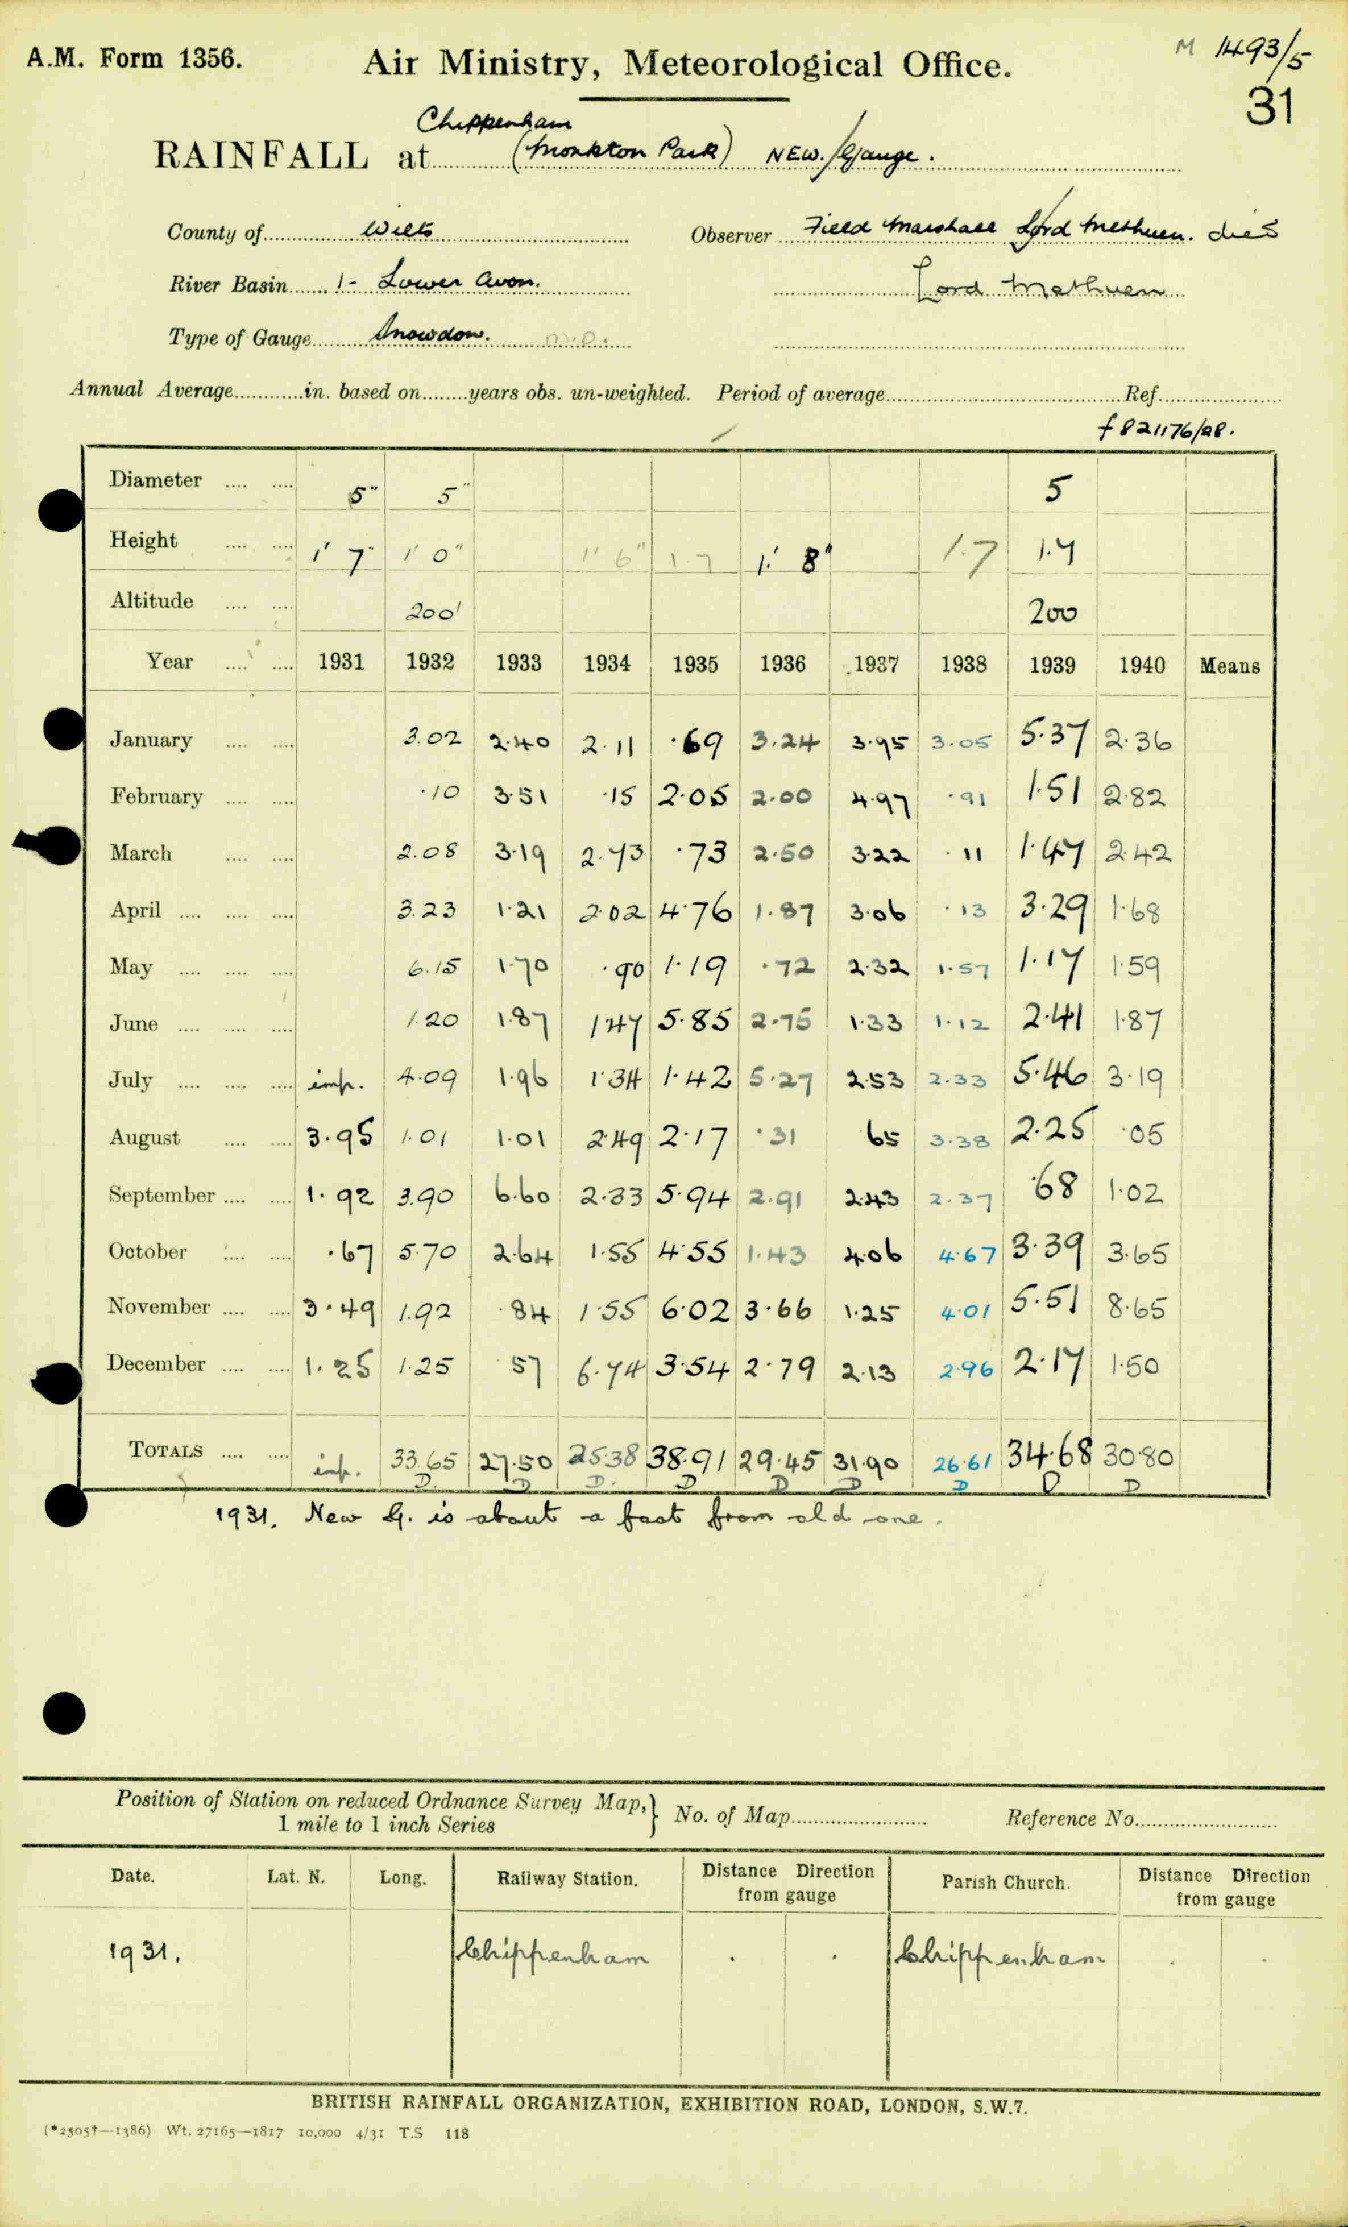 A.M. Form 1356.
Air Ministry, Meteorological Office.
M 1493/5
31
Chippenham
RAINFALL at (Monkton Park) NEW. Gauge.
County of Wilts Observer Field Marshall Lord Methuen. died
River Basin 1- Lower Avon. Lord Methuen
Type of Gauge Snowdon. M.O.
Annual Average in. based on years obs. un-weighted. Period of average Ref.
f 821176/28.
Diameter 5" 5" 5
Height 1' 7" 1' 0" 1' 6" 1 7 1' 8" 1.7 1.7
Altitude 200' 200
Year 1931 1932 1933 1934 1935 1936 1937 1938 1939 1940 Means
January 3.02 2.40 2.11 .69 3.24 3.95 3.05 5.37 2.36
February .10 3.51 .15 2.05 2.00 4.97 .91 1.51 2.82
March 2.08 3.19 2.73 .73 2.50 3.22 .11 1.47 2.42
April 3.23 1.21 2.02 4.76 1.87 3.06 .13 3.29 1.68
May 6.15 1.70 .90 1.19 .72 2.32 1.57 1.17 1.59
June 1.20 1.87 1.47 5.85 2.75 1.33 1.12 2.41 1.87
July imp. 4.09 1.96 1.34 1.42 5.27 2.53 2.33 5.46 3.19
August 3.95 1.01 1.01 2.49 2.17 .31 65 3.38 2.25 .05
September 1.92 3.90 6.60 2.33 5.94 2.91 2.43 2.37 .68 1.02
October .67 5.70 2.64 1.55 4.55 1.43 4.06 4.67 3.39 3.65
November 3.49 1.92 .84 1.55 6.02 3.66 1.25 4.01 5.51 8.65
December 1.25 1.25 .57 6.74 3.54 2.79 2.13 2.96 2.17 1.50
TOTALS imp. 33.65 27.50 25.38 38.91 29.45 31.90 26.61 34.68 30.80
D. D D. D D D D D D
1931. New G. is about a foot from old one.
Position of Station on reduced Ordnance Survey Map, 1 mile to 1 inch Series } No. of Map Reference No.
Date. Lat. N. Long. Railway Station. Distance Direction from gauge Parish Church. Distance Direction from gauge
1931. Chippenham Chippenham
BRITISH RAINFALL ORGANIZATION, EXHIBITION ROAD, LONDON, S.W.7.
(*2505†—1386) Wt. 27165—1817 10,000 4/31 T.S 118